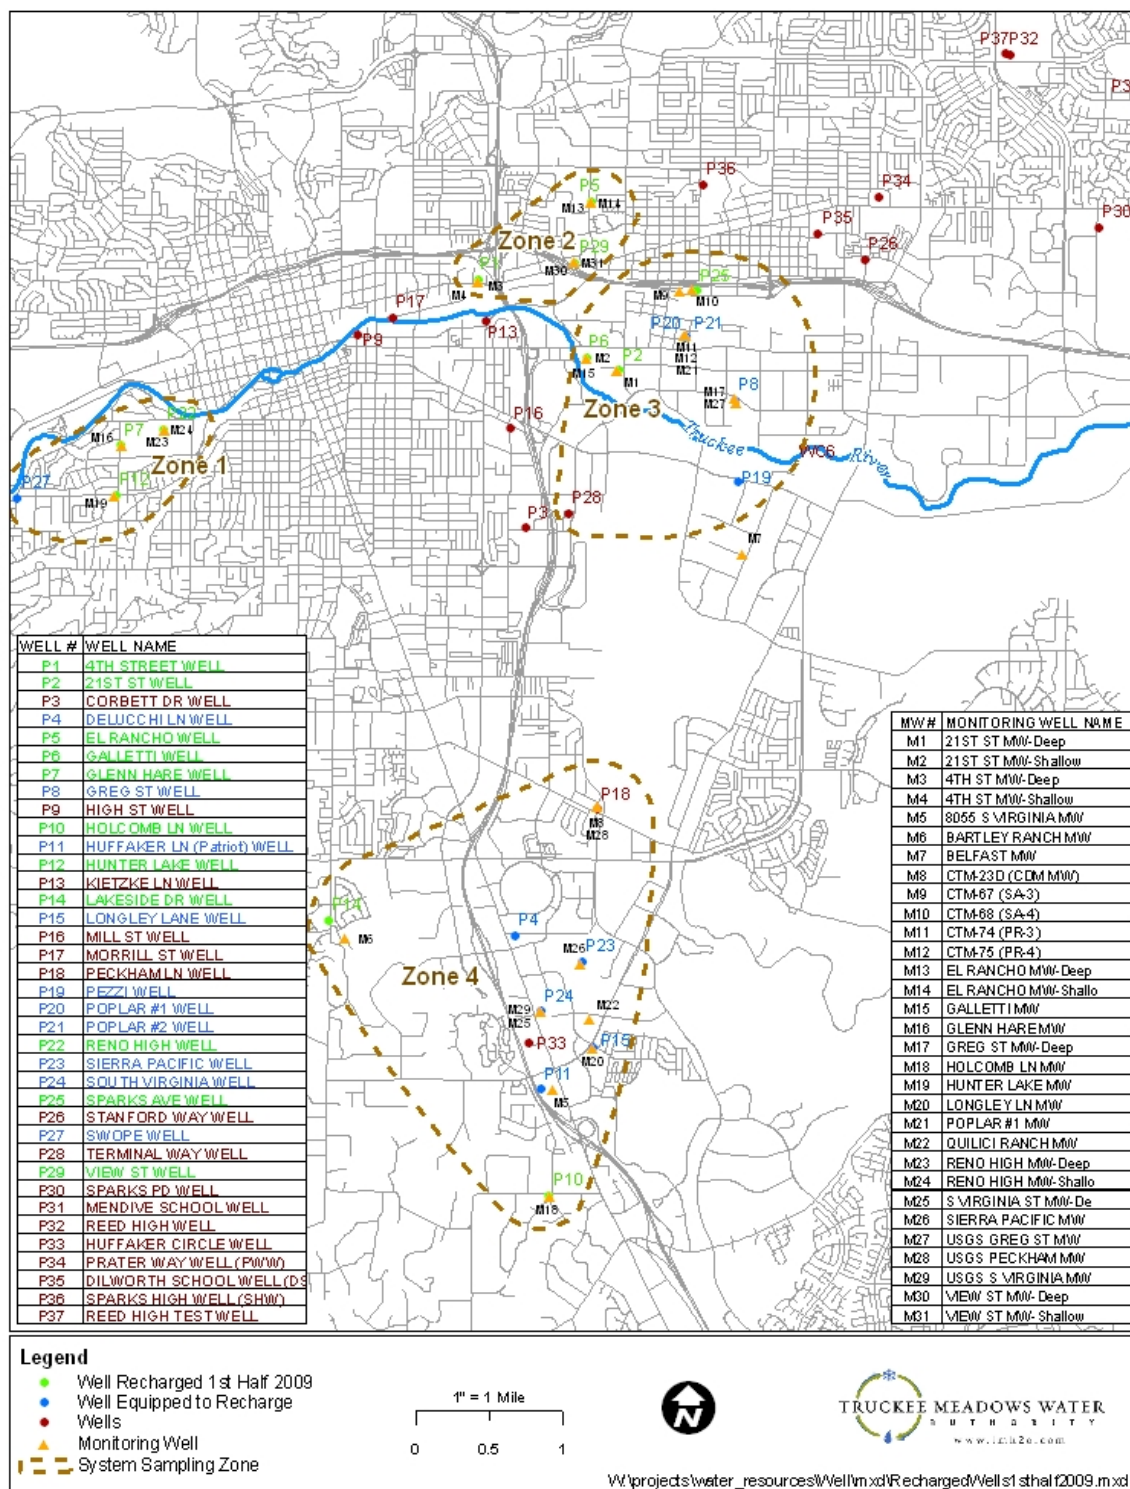 P37 P32
P3
P36
P34
P5
M13 M14
P35
P30
Zone 2
P29
P26
M30 M31
P1
M4 M3
P25
M9 M10
P17
P13
P20 P21
P9
M11
M12
M21
P6
M2
P2
M15
M1
M17
M27
P8
Zone 3
P22
P16
M16
P7
M23 M24
Truckee
River
WC6
Zone 1
P27
P12
M19
P19
P28
P3
M7
WELL # WELL NAME
P1 4TH STREET WELL
P2 21ST ST WELL
P3 CORBETT DR WELL
P4 DELUCCHI LN WELL
P5 EL RANCHO WELL
P6 GALLETTI WELL
P7 GLENN HARE WELL
P8 GREG ST WELL
P9 HIGH ST WELL
P10 HOLCOMB LN WELL
P11 HUFFAKER LN (Patriot) WELL
P12 HUNTER LAKE WELL
P13 KIETZKE LN WELL
P14 LAKESIDE DR WELL
P15 LONGLEY LANE WELL
P16 MILL ST WELL
P17 MORRILL ST WELL
P18 PECKHAM LN WELL
P19 PEZZI WELL
P20 POPLAR #1 WELL
P21 POPLAR #2 WELL
P22 RENO HIGH WELL
P23 SIERRA PACIFIC WELL
P24 SOUTH VIRGINIA WELL
P25 SPARKS AVE WELL
P26 STANFORD WAY WELL
P27 SWOPE WELL
P28 TERMINAL WAY WELL
P29 VIEW ST WELL
P30 SPARKS PD WELL
P31 MENDIVE SCHOOL WELL
P32 REED HIGH WELL
P33 HUFFAKER CIRCLE WELL
P34 PRATER WAY WELL (PWW)
P35 DILWORTH SCHOOL WELL (DS
P36 SPARKS HIGH WELL (SHW)
P37 REED HIGH TEST WELL
P18
M8
M28
P14
M6
P4
M26 P23
Zone 4
P24
M29
M25
M22
P33
P15
M20
P11
M5
P10
M18
MW # MONITORING WELL NAME
M1 21ST ST MW-Deep
M2 21ST ST MW-Shallow
M3 4TH ST MW-Deep
M4 4TH ST MW-Shallow
M5 8055 S VIRGINIA MW
M6 BARTLEY RANCH MW
M7 BELFAST MW
M8 CTM-23D (CDM MW)
M9 CTM-67 (SA-3)
M10 CTM-68 (SA-4)
M11 CTM-74 (PR-3)
M12 CTM-75 (PR-4)
M13 EL RANCHO MW-Deep
M14 EL RANCHO MW-Shallo
M15 GALLETTI MW
M16 GLENN HARE MW
M17 GREG ST MW-Deep
M18 HOLCOMB LN MW
M19 HUNTER LAKE MW
M20 LONGLEY LN MW
M21 POPLAR #1 MW
M22 QUILICI RANCH MW
M23 RENO HIGH MW-Deep
M24 RENO HIGH MW-Shallo
M25 S VIRGINIA ST MW-De
M26 SIERRA PACIFIC MW
M27 USGS GREG ST MW
M28 USGS PECKHAM MW
M29 USGS S VIRGINIA MW
M30 VIEW ST MW-Deep
M31 VIEW ST MW-Shallow
Legend
Well Recharged 1st Half 2009
Well Equipped to Recharge
Wells
Monitoring Well
System Sampling Zone
1" = 1 Mile
0 0.5 1
N
TRUCKEE MEADOWS WATER
AUTHORITY
www.tmh2o.com
W:\projects\water_resources\Well\mxd\RechargedWells1sthalf2009.mxd